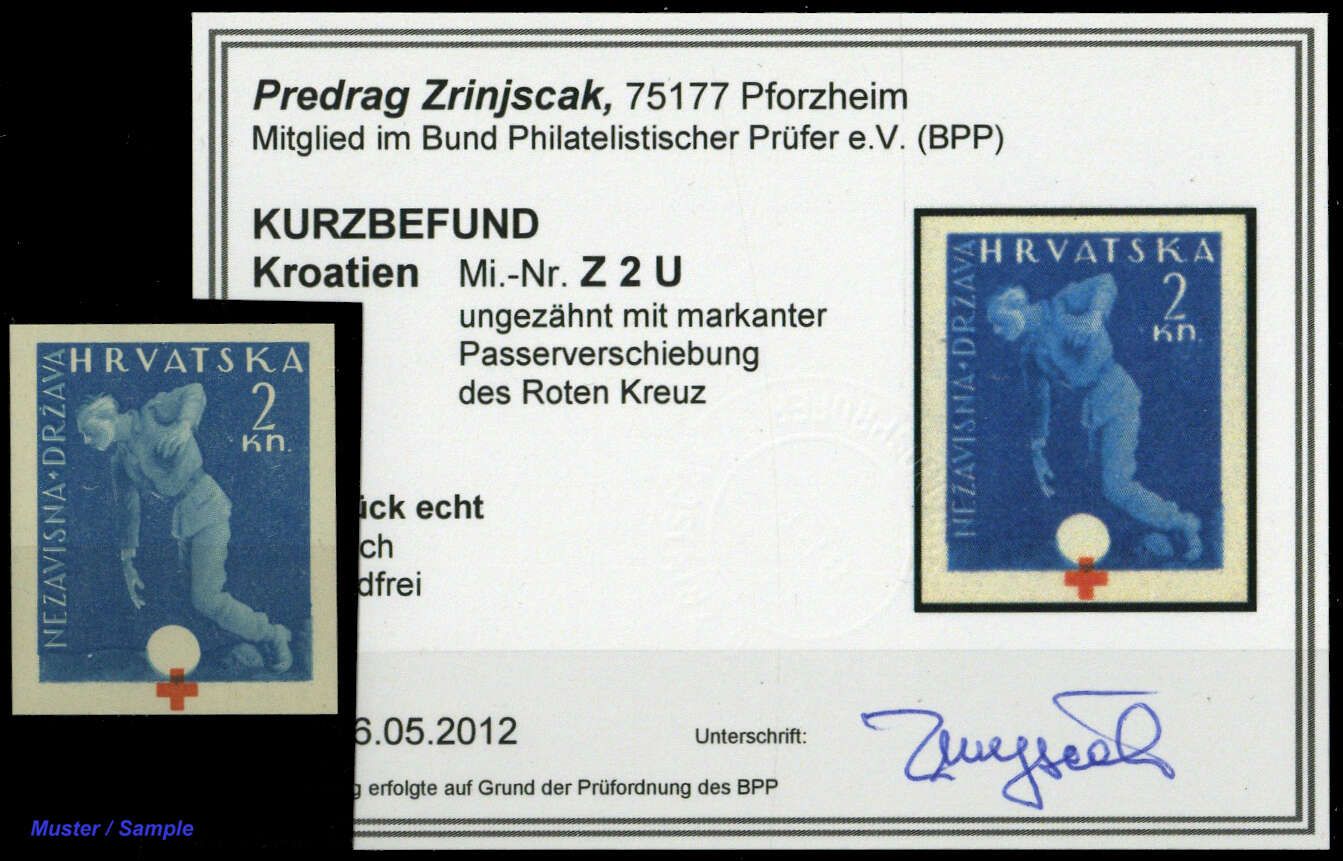 Predrag Zrinjscak, 75177 Pforzheim
Mitglied im Bund Philatelistischer Prüfer e.V. (BPP)
KURZBEFUND
Kroatien Mi.-Nr. Z 2 U
ungezähnt mit markanter
Passerverschiebung
des Roten Kreuz
ück echt
ch
dfrei
6.05.2012
Unterschrift:
g erfolgte auf Grund der Prüfordnung des BPP
HRVATSKA
2
Kn.
NEZAVISNA·DRŽAVA
HRVATSKA
2
Kn.
NEZAVISNA·DRŽAVA
Muster / Sample